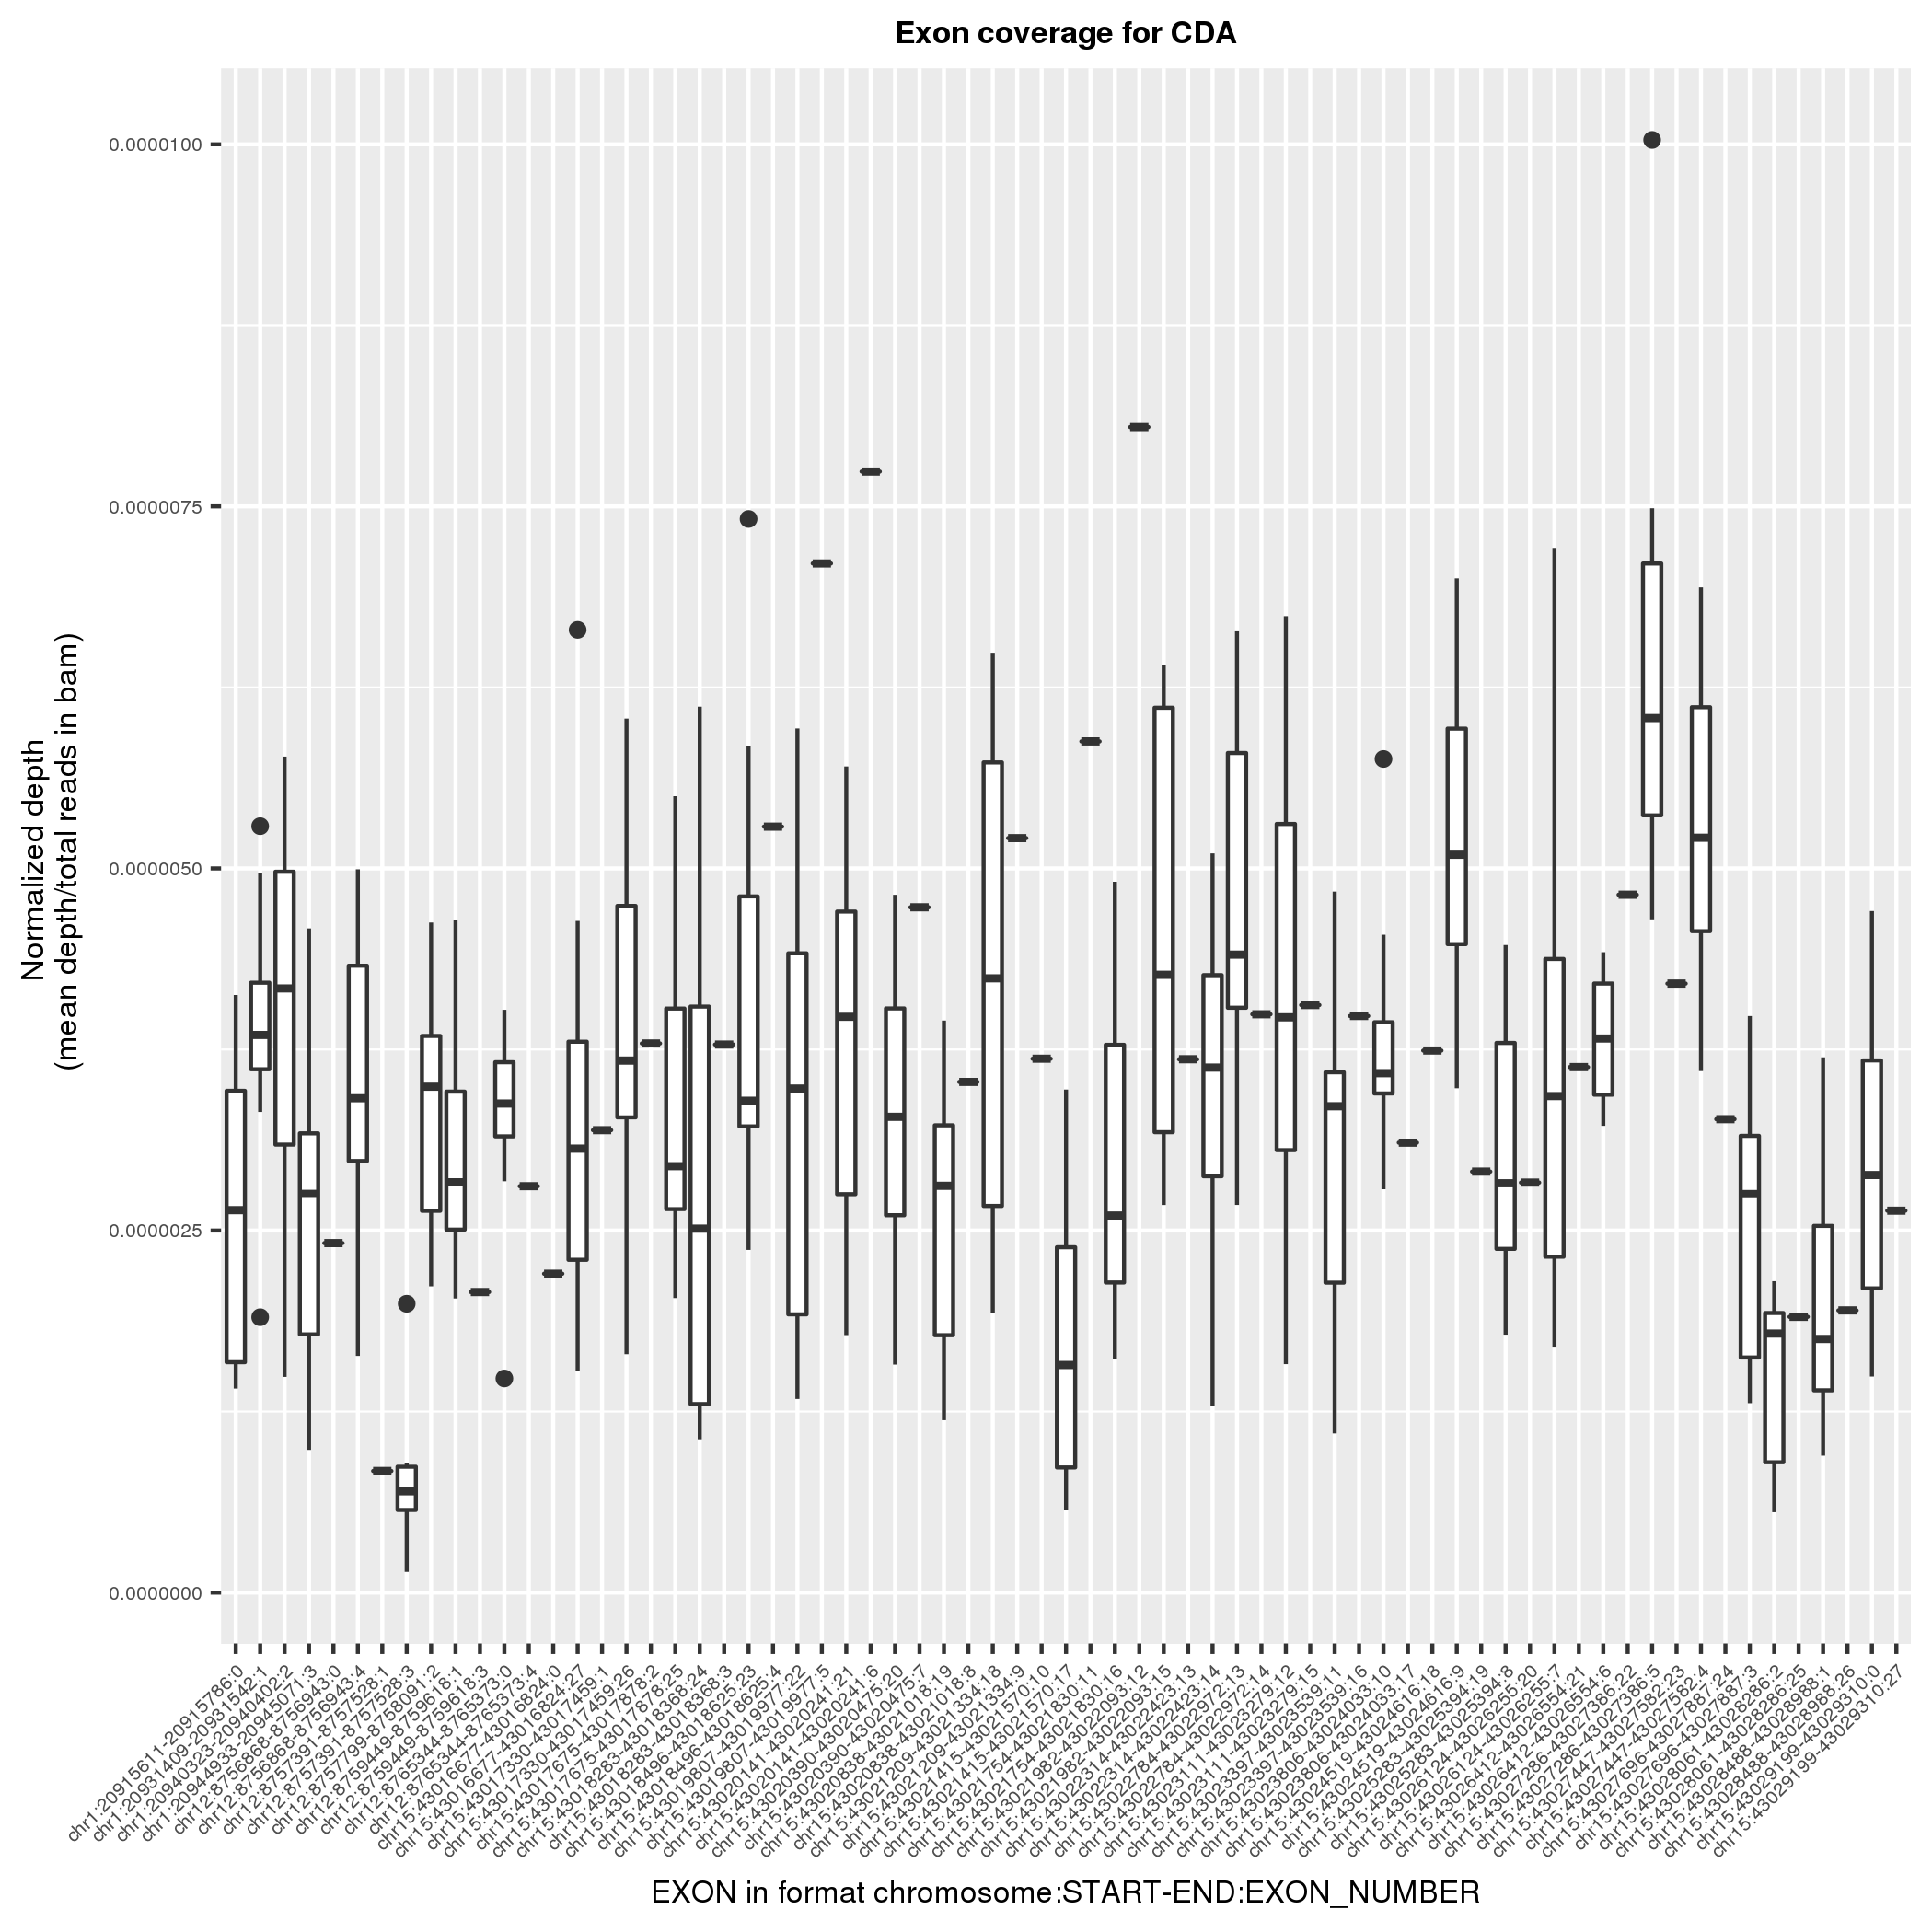 Exon coverage for CDA
Normalized depth
(mean depth/total reads in bam)
0.0000100
0.0000075
0.0000050
0.0000025
0.0000000
chr1:20915611-20915786:0
chr1:20931409-20931542:1
chr1:20940323-20940402:2
chr1:20944933-20945071:3
chr12:8756868-8756943:0
chr12:8756868-8756943:4
chr12:8757391-8757528:1
chr12:8757391-8757528:3
chr12:8757799-8758091:2
chr12:8759449-8759618:1
chr12:8759449-8759618:3
chr12:8765344-8765373:0
chr12:8765344-8765373:4
chr15:43016677-43016824:0
chr15:43016677-43016824:27
chr15:43017330-43017459:1
chr15:43017330-43017459:26
chr15:43017675-43017878:2
chr15:43017675-43017878:25
chr15:43018283-43018368:24
chr15:43018283-43018368:3
chr15:43018496-43018625:23
chr15:43018496-43018625:4
chr15:43019807-43019977:22
chr15:43019807-43019977:5
chr15:43020141-43020241:21
chr15:43020141-43020241:6
chr15:43020390-43020475:20
chr15:43020390-43020475:7
chr15:43020838-43021018:19
chr15:43020838-43021018:8
chr15:43021209-43021334:18
chr15:43021209-43021334:9
chr15:43021415-43021570:10
chr15:43021415-43021570:17
chr15:43021754-43021830:11
chr15:43021754-43021830:16
chr15:43021982-43022093:12
chr15:43021982-43022093:15
chr15:43022314-43022423:13
chr15:43022314-43022423:14
chr15:43022784-43022972:13
chr15:43022784-43022972:14
chr15:43023111-43023279:12
chr15:43023111-43023279:15
chr15:43023397-43023539:11
chr15:43023397-43023539:16
chr15:43023806-43024033:10
chr15:43023806-43024033:17
chr15:43024519-43024616:18
chr15:43024519-43024616:9
chr15:43025283-43025394:19
chr15:43025283-43025394:8
chr15:43026124-43026255:20
chr15:43026124-43026255:7
chr15:43026412-43026554:21
chr15:43026412-43026554:6
chr15:43027286-43027386:22
chr15:43027286-43027386:5
chr15:43027447-43027582:23
chr15:43027447-43027582:4
chr15:43027696-43027887:24
chr15:43027696-43027887:3
chr15:43028061-43028286:2
chr15:43028061-43028286:25
chr15:43028488-43028988:1
chr15:43028488-43028988:26
chr15:43029199-43029310:0
chr15:43029199-43029310:27
EXON in format chromosome:START-END:EXON_NUMBER